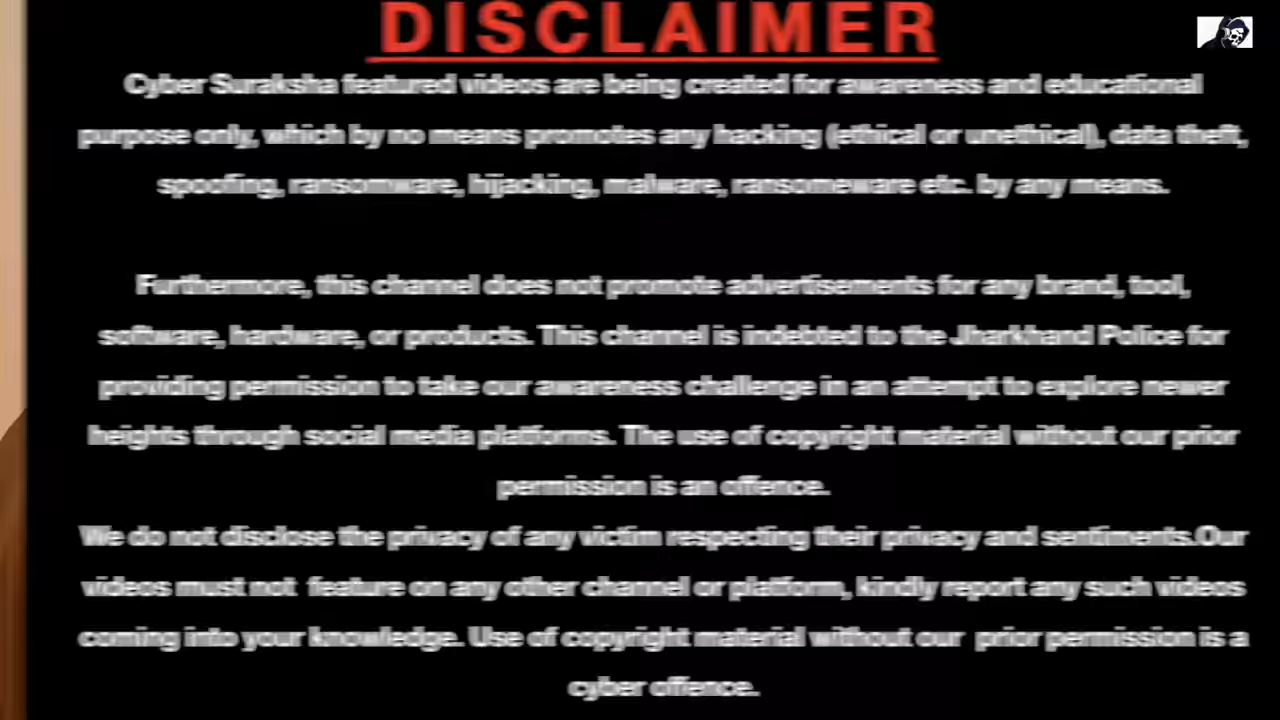 DISCLAIMER
Cyber Suraksha featured videos are being created for awareness and educational
purpose only, which by no means promotes any hacking (ethical or unethical), data theft,
spoofing, ransomware, hijacking, malware, ransomeware etc. by any means.
Furthermore, this channel does not promote advertisements for any brand, tool,
software, hardware, or products. This channel is indebted to the Jharkhand Police for
providing permission to take our awareness challenge in an attempt to explore newer
heights through social media platforms. The use of copyright material without our prior
permission is an offence.
We do not disclose the privacy of any victim respecting their privacy and sentiments.Our
videos must not feature on any other channel or platform, kindly report any such videos
coming into your knowledge. Use of copyright material without our prior permission is a
cyber offence.